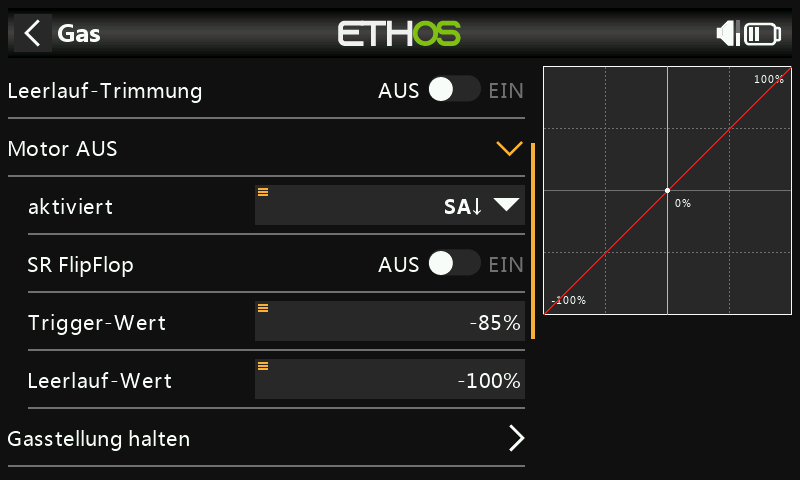 Gas
ETHOS
Leerlauf-Trimmung AUS EIN
Motor AUS
aktiviert SA↓
SR FlipFlop AUS EIN
Trigger-Wert -85%
Leerlauf-Wert -100%
Gasstellung halten
100%
0%
-100%